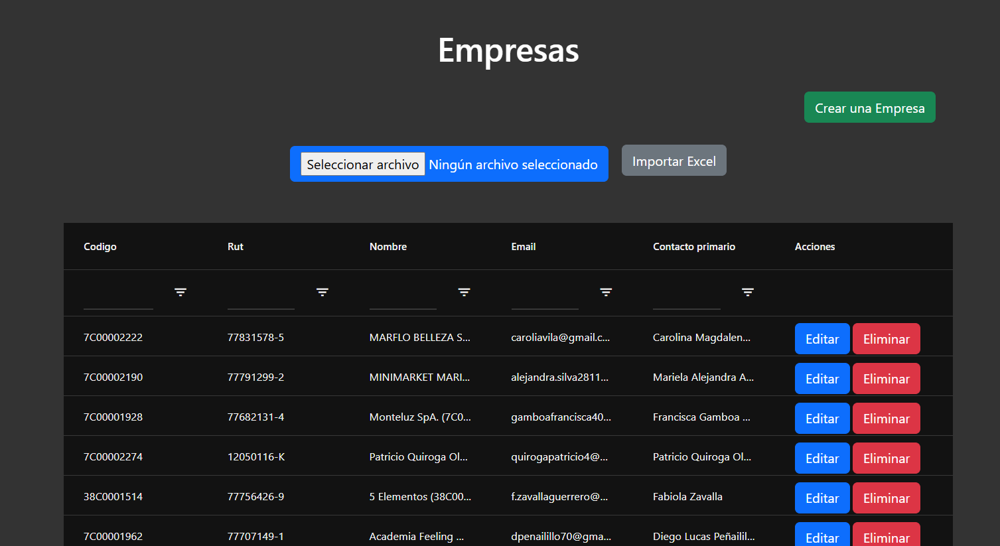 Empresas
Crear una Empresa
Seleccionar archivo Ningún archivo seleccionado Importar Excel
Codigo Rut Nombre Email Contacto primario Acciones
7C00002222 77831578-5 MARFLO BELLEZA S... caroliavila@gmail.c... Carolina Magdalen... Editar Eliminar
7C00002190 77791299-2 MINIMARKET MARI... alejandra.silva2811... Mariela Alejandra A... Editar Eliminar
7C00001928 77682131-4 Monteluz SpA. (7C0... gamboafrancisca40... Francisca Gamboa ... Editar Eliminar
7C00002274 12050116-K Patricio Quiroga Ol... quirogapatricio4@... Patricio Quiroga Ol... Editar Eliminar
38C0001514 77756426-9 5 Elementos (38C00... f.zavallaguerrero@... Fabiola Zavalla Editar Eliminar
7C00001962 77707149-1 Academia Feeling ... dpenailillo70@gma... Diego Lucas Peñailil... Editar Eliminar